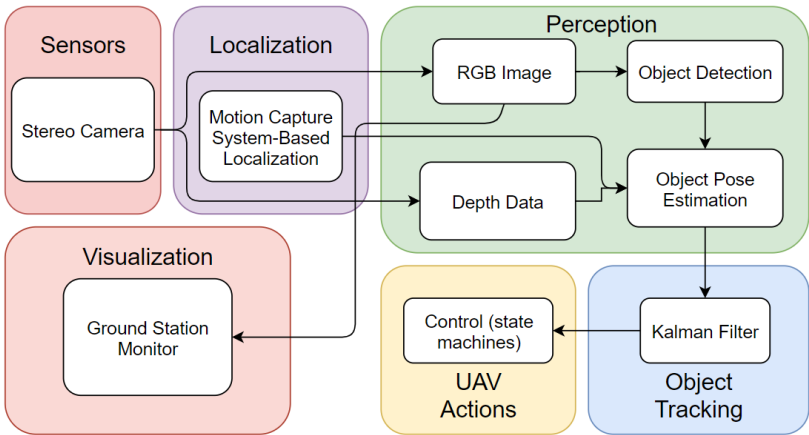 Sensors
Stereo Camera
Localization
Motion Capture
System-Based
Localization
Perception
RGB Image
Object Detection
Depth Data
Object Pose
Estimation
Visualization
Ground Station
Monitor
Control (state
machines)
UAV
Actions
Kalman Filter
Object
Tracking